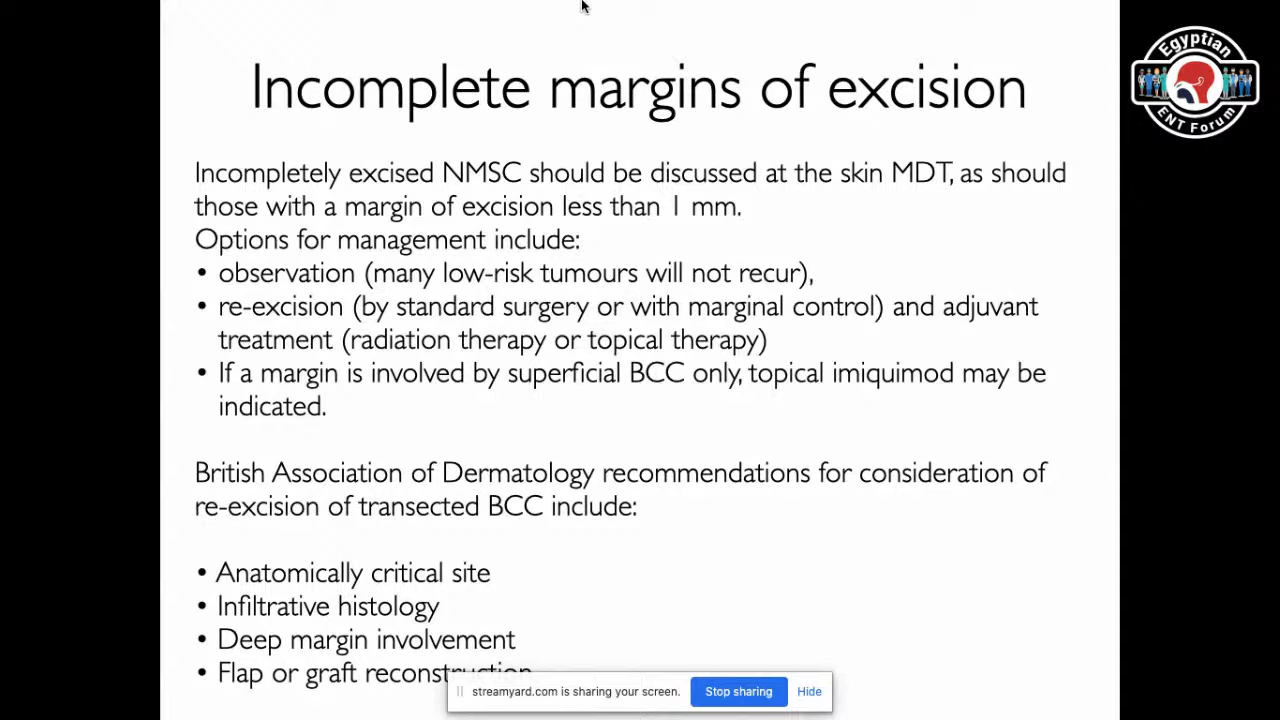 Incomplete margins of excision
Egyptian
ENT Forum
Incompletely excised NMSC should be discussed at the skin MDT, as should
those with a margin of excision less than 1 mm.
Options for management include:
• observation (many low-risk tumours will not recur),
• re-excision (by standard surgery or with marginal control) and adjuvant
treatment (radiation therapy or topical therapy)
• If a margin is involved by superficial BCC only, topical imiquimod may be
indicated.
British Association of Dermatology recommendations for consideration of
re-excision of transected BCC include:
• Anatomically critical site
• Infiltrative histology
• Deep margin involvement
• Flap or graft reconstruction
streamyard.com is sharing your screen.
Stop sharing
Hide